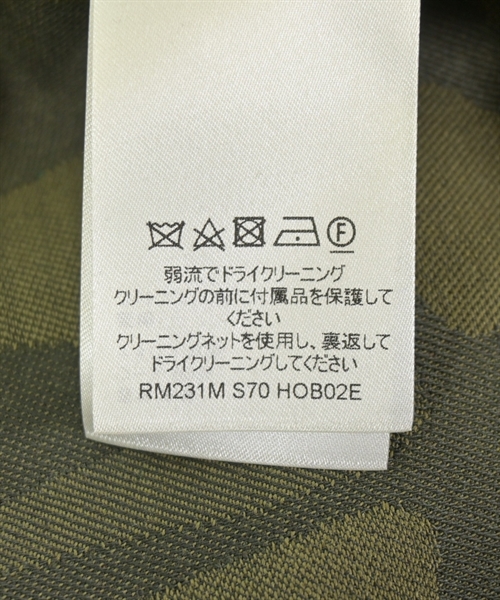 F
弱流でドライクリーニング
クリーニングの前に付属品を保護して
ください
クリーニングネットを使用し、裏返して
ドライクリーニングしてください
RM231M S70 HOB02E